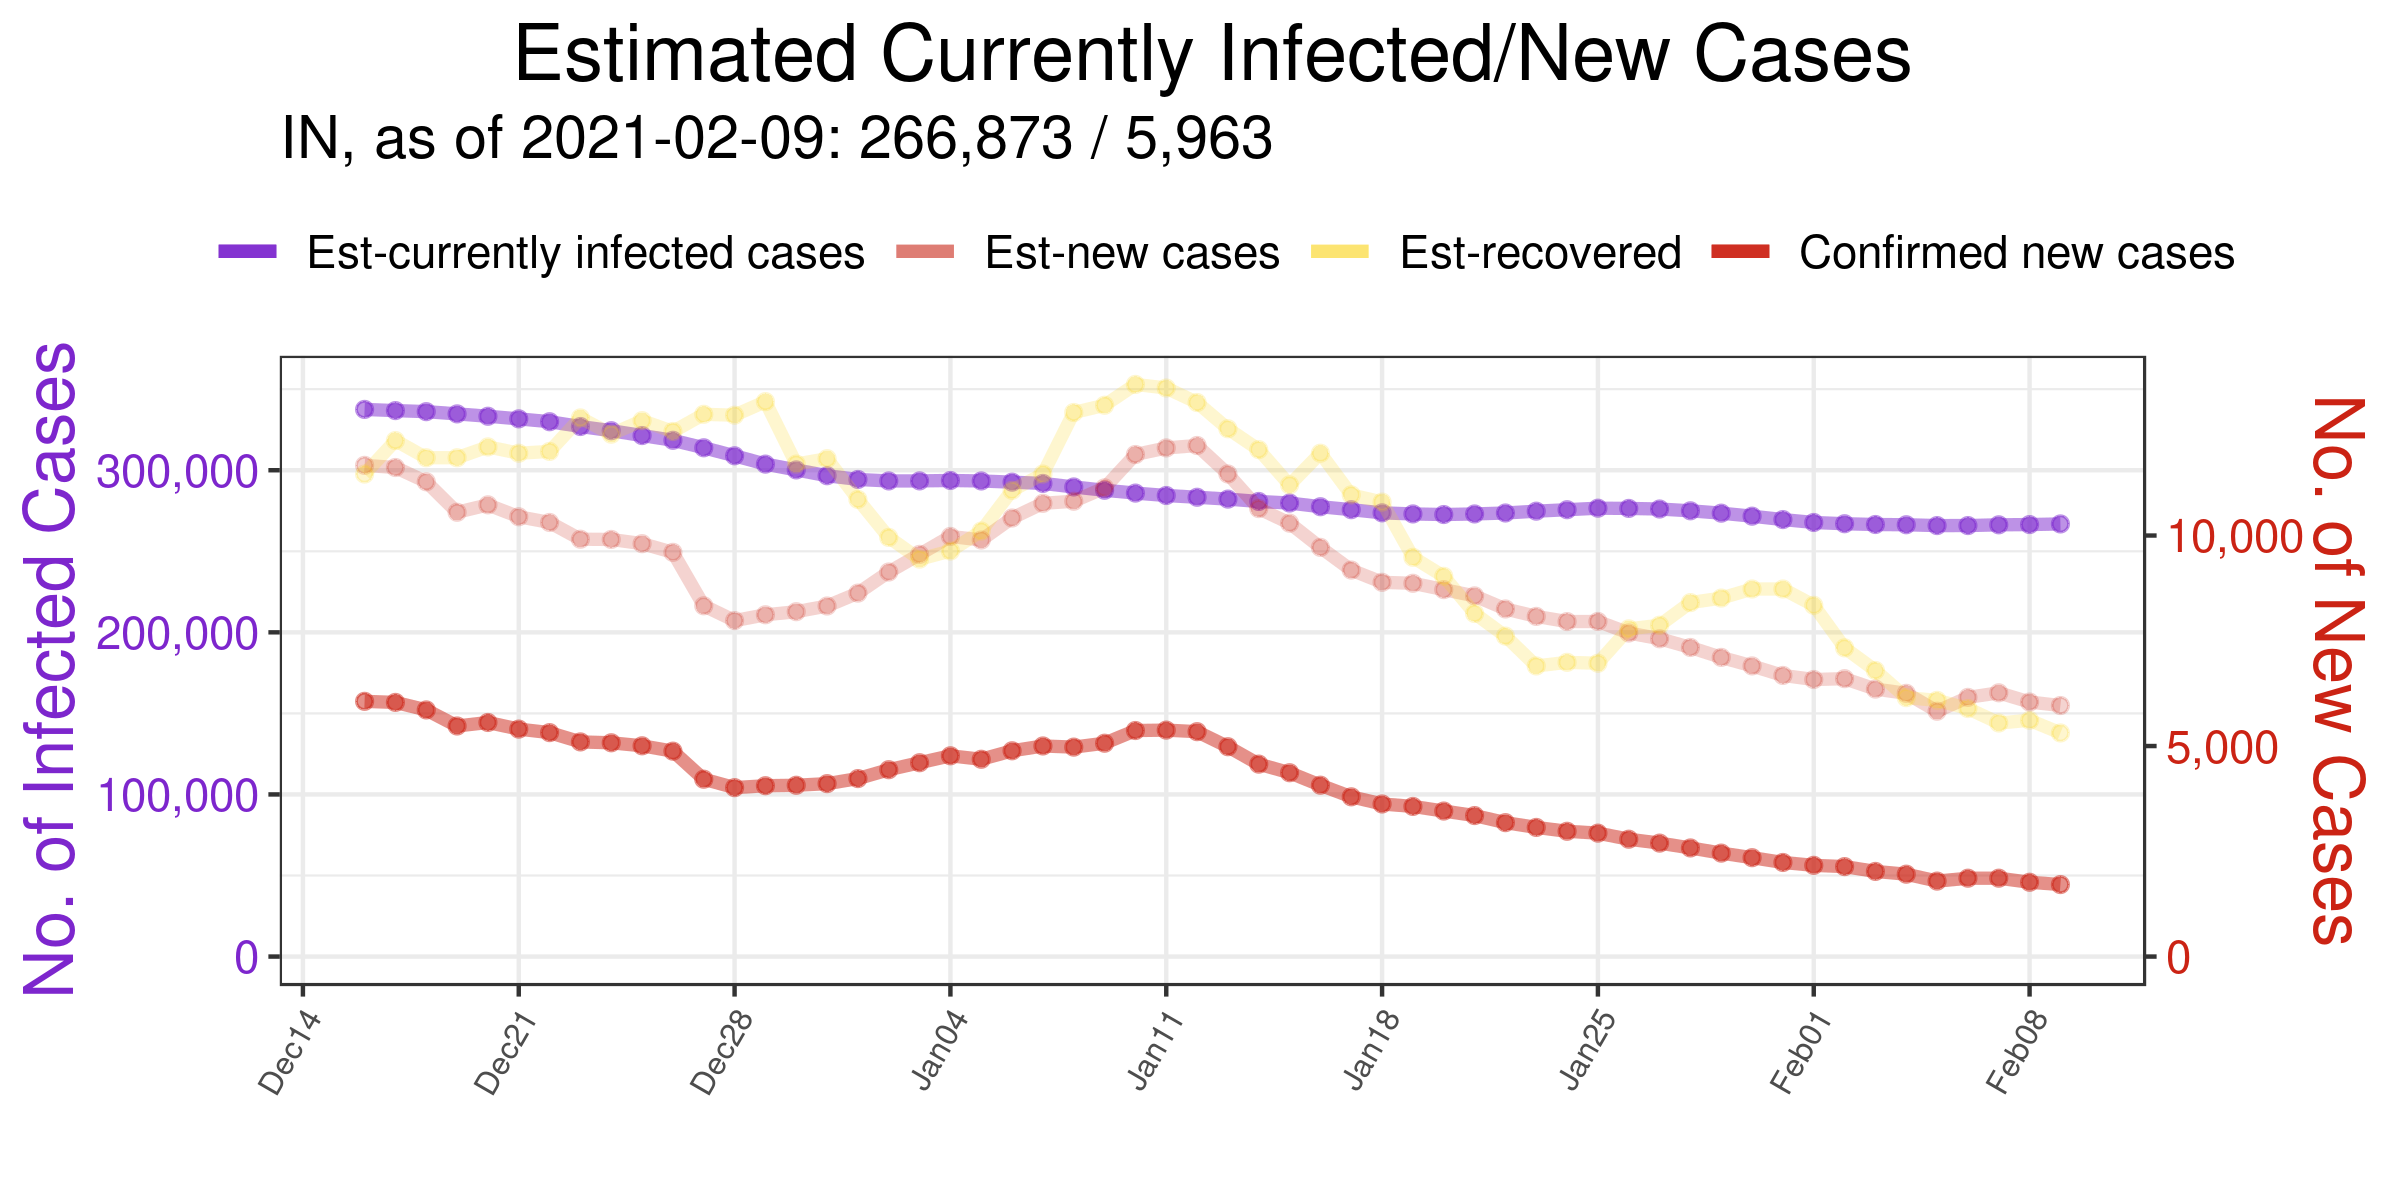 Estimated Currently Infected/New Cases
IN, as of 2021-02-09: 266,873 / 5,963
Est-currently infected cases Est-new cases Est-recovered Confirmed new cases
No. of Infected Cases
300,000
200,000
100,000
0
10,000
5,000
0
No. of New Cases
Dec14 Dec21 Dec28 Jan04 Jan11 Jan18 Jan25 Feb01 Feb08